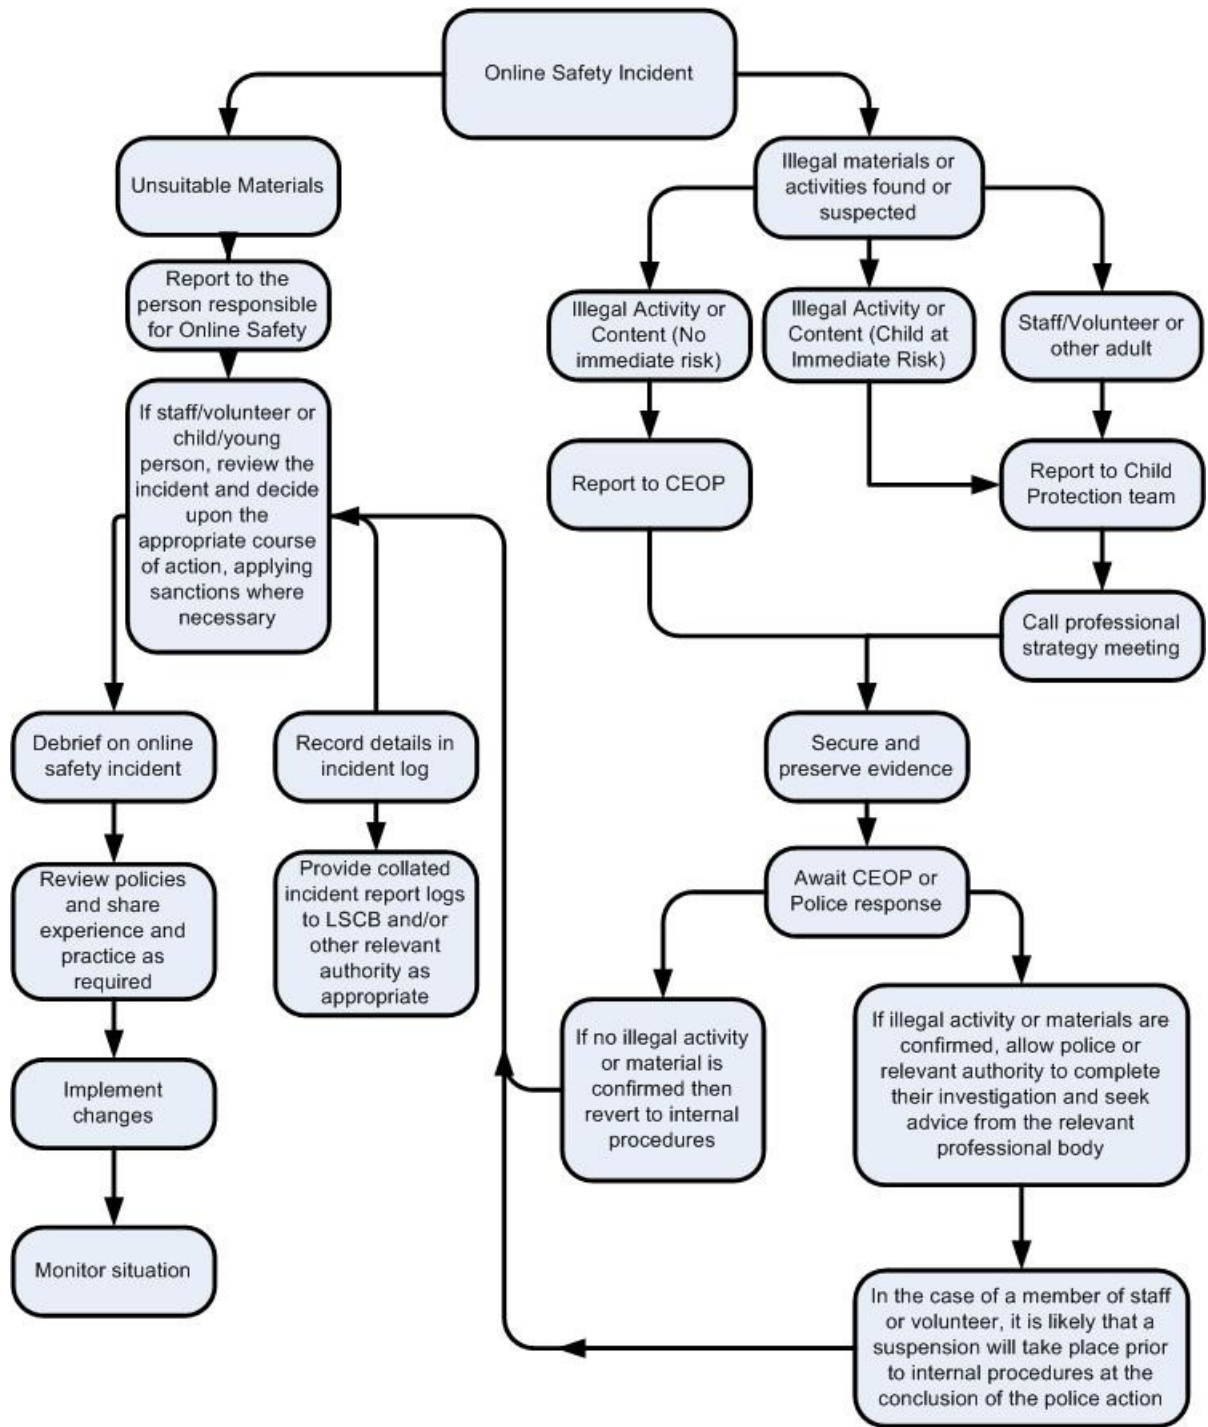 Online Safety Incident
Unsuitable Materials
Report to the
person responsible
for Online Safety
If staff/volunteer or
child/young
person, review the
incident and decide
upon the
appropriate course
of action, applying
sanctions where
necessary
Debrief on online
safety incident
Review policies
and share
experience and
practice as
required
Implement
changes
Monitor situation
Record details in
incident log
Provide collated
incident report logs
to LSCB and/or
other relevant
authority as
appropriate
Illegal materials or
activities found or
suspected
Illegal Activity or
Content (No
immediate risk)
Illegal Activity or
Content (Child at
Immediate Risk)
Staff/Volunteer or
other adult
Report to CEOP
Report to Child
Protection team
Call professional
strategy meeting
Secure and
preserve evidence
Await CEOP or
Police response
If no illegal activity
or material is
confirmed then
revert to internal
procedures
If illegal activity or materials are
confirmed, allow police or
relevant authority to complete
their investigation and seek
advice from the relevant
professional body
In the case of a member of staff
or volunteer, it is likely that a
suspension will take place prior
to internal procedures at the
conclusion of the police action